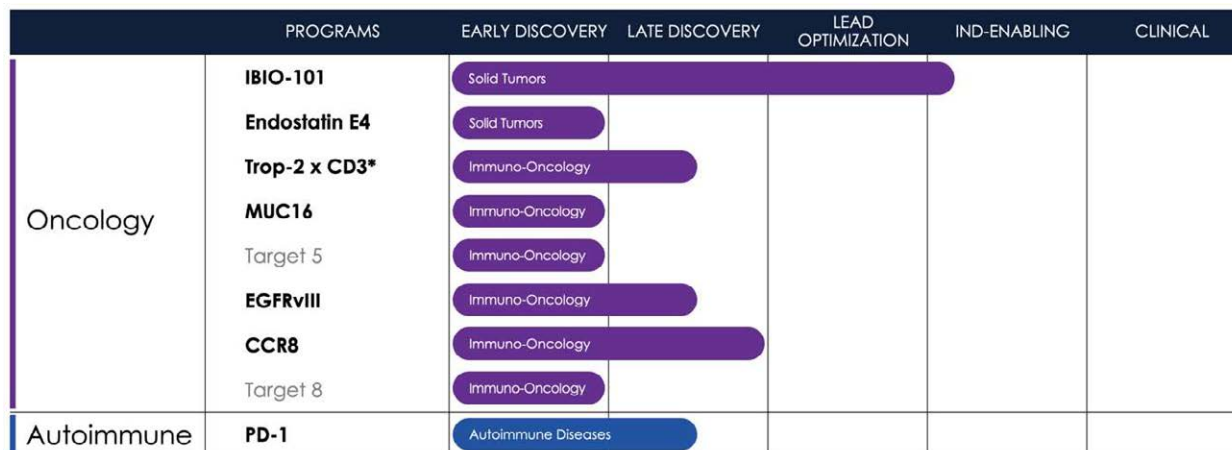 PROGRAMS EARLY DISCOVERY LATE DISCOVERY LEAD OPTIMIZATION IND-ENABLING CLINICAL
Oncology
IBIO-101 Solid Tumors
Endostatin E4 Solid Tumors
Trop-2 x CD3* Immuno-Oncology
MUC16 Immuno-Oncology
Target 5 Immuno-Oncology
EGFRvIII Immuno-Oncology
CCR8 Immuno-Oncology
Target 8 Immuno-Oncology
Autoimmune PD-1 Autoimmune Diseases